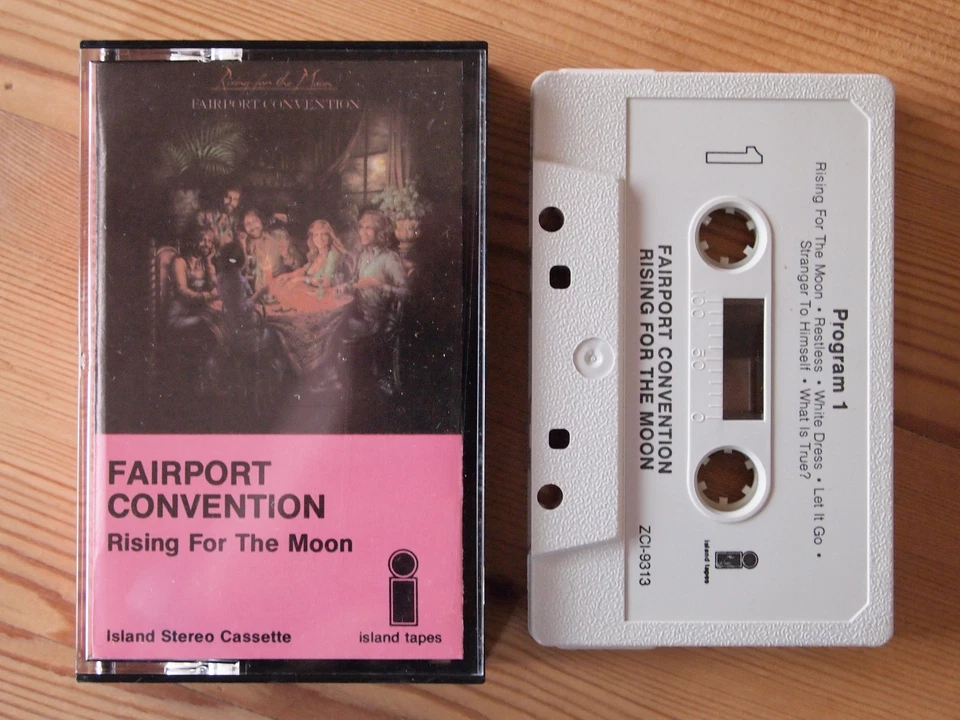 Rising for the Moon
FAIRPORT CONVENTION
FAIRPORT
CONVENTION
Rising For The Moon
Island Stereo Cassette
island tapes
1
Program 1
Rising For The Moon • Restless • White Dress • Let It Go •
Stranger To Himself • What Is True?
100 50 0
FAIRPORT CONVENTION
RISING FOR THE MOON
ZCI-9313
island tapes